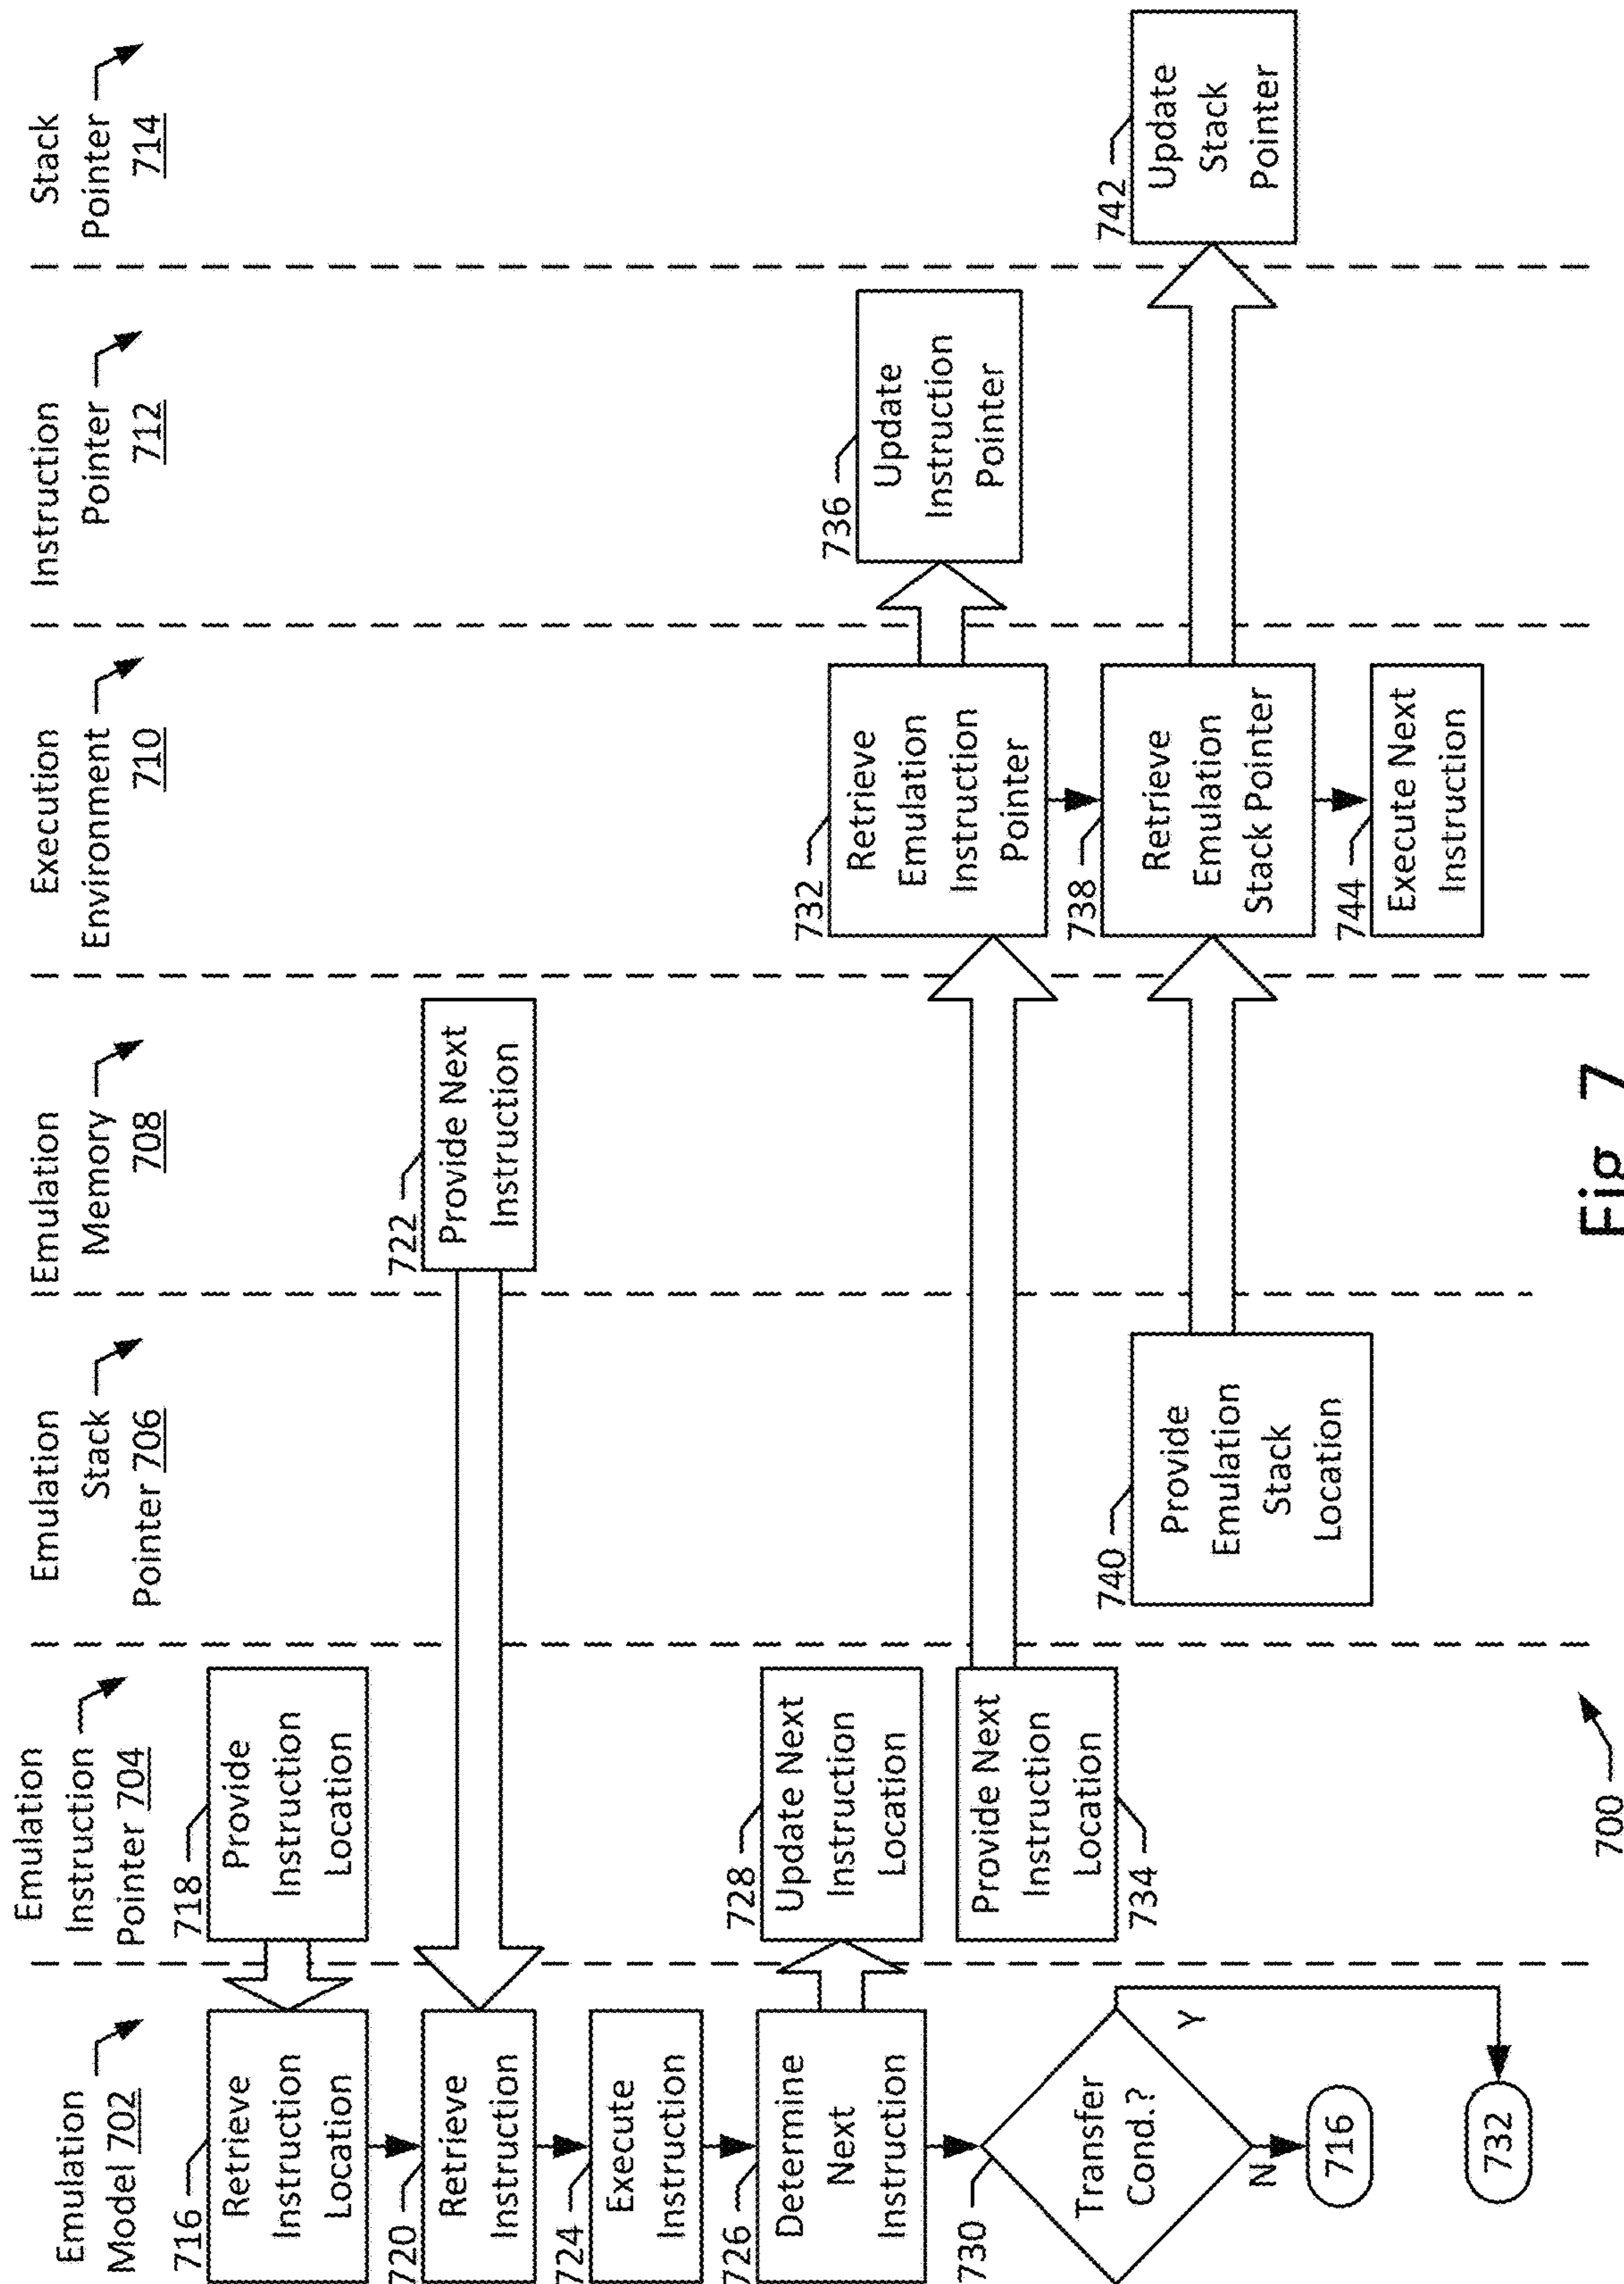 Emulation
Model 702
Emulation
Instruction
Pointer 704
Emulation
Stack
Pointer 706
Emulation
Memory
708
Execution
Environment
710
Instruction
Pointer
712
Stack
Pointer
714
716
Retrieve
Instruction
Location
718
Provide
Instruction
Location
720
Retrieve
Instruction
722
Provide Next
Instruction
724
Execute
Instruction
726
Determine
Next
Instruction
728
Update Next
Instruction
Location
730
Transfer
Cond.?
N
Y
716
732
Provide Next
Instruction
Location
734
732
Retrieve
Emulation
Instruction
Pointer
736
Update
Instruction
Pointer
738
Retrieve
Emulation
Stack Pointer
740
Provide
Emulation
Stack
Location
742
Update
Stack
Pointer
744
Execute Next
Instruction
700
Fig. 7